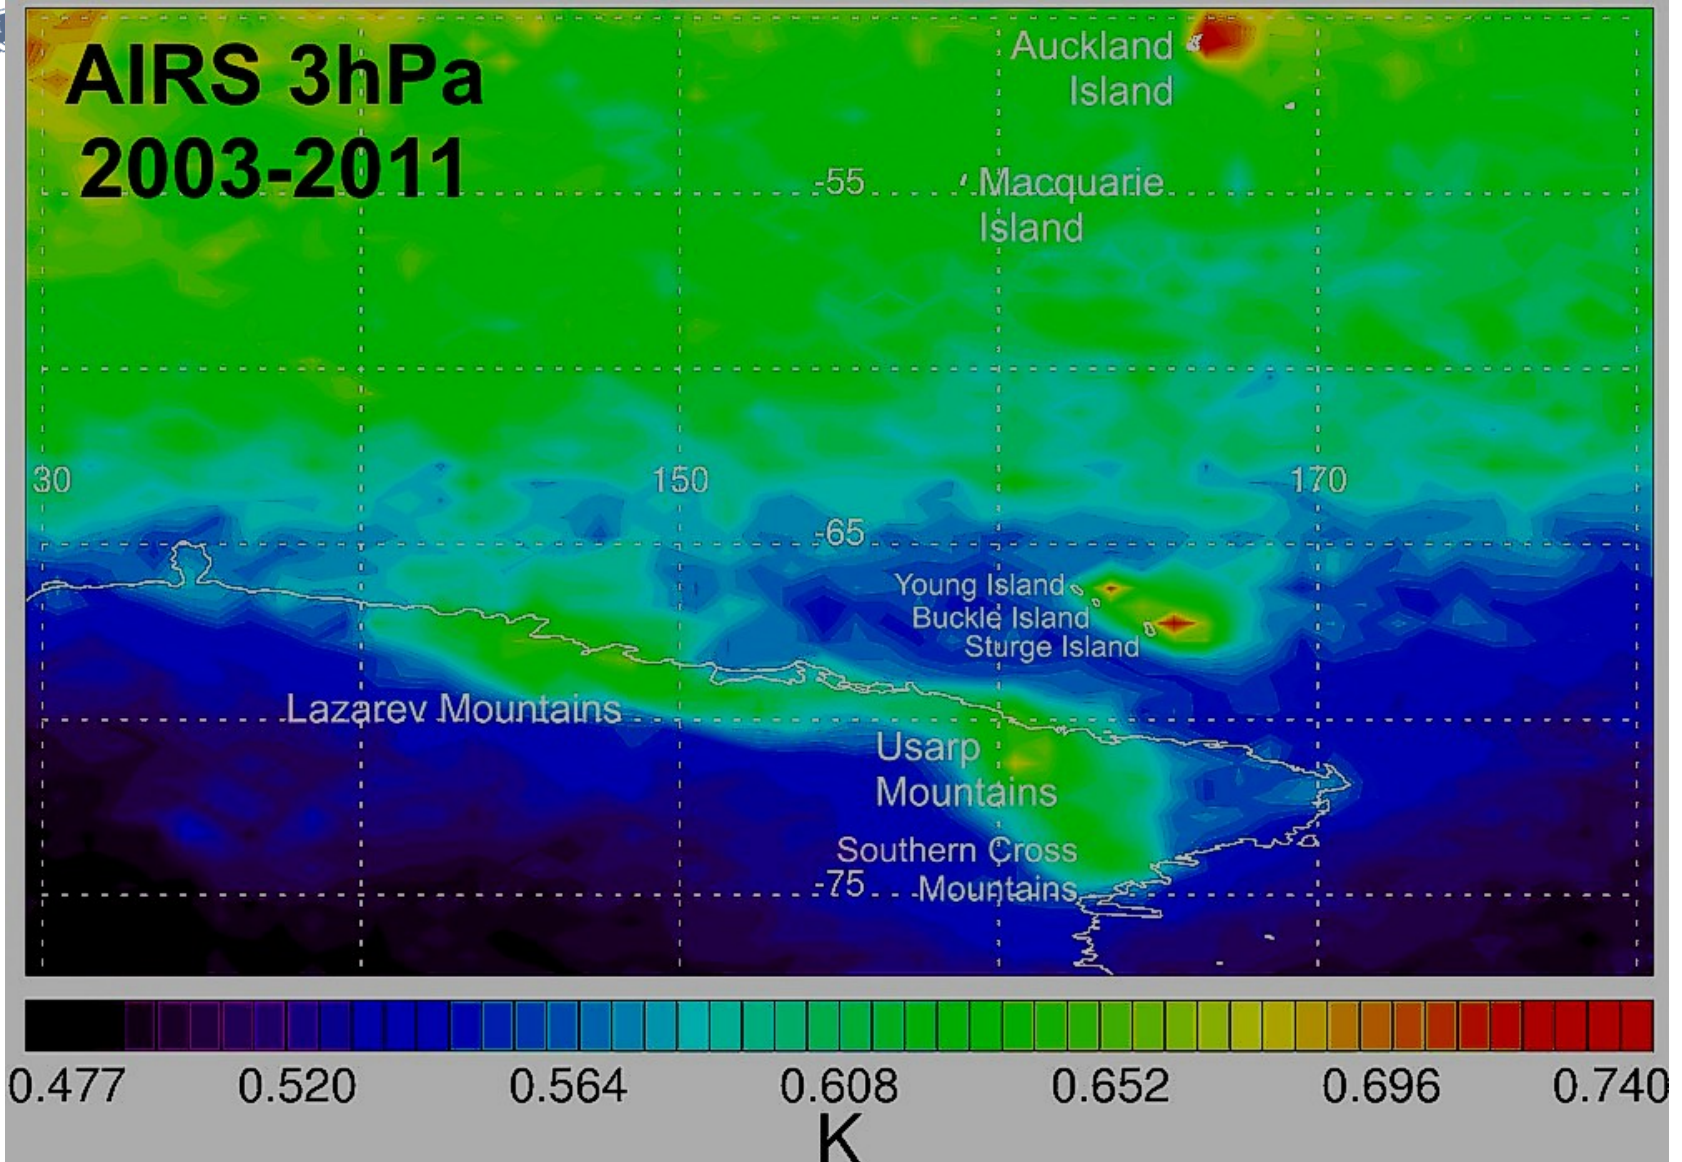 AIRS 3hPa
2003-2011
Auckland
Island
-55
Macquarie
Island
30
150
170
-65
Young Island
Buckle Island
Sturge Island
Lazarev Mountains
Usarp
Mountains
Southern Cross
-75
Mountains
0.477 0.520 0.564 0.608 0.652 0.696 0.740
K